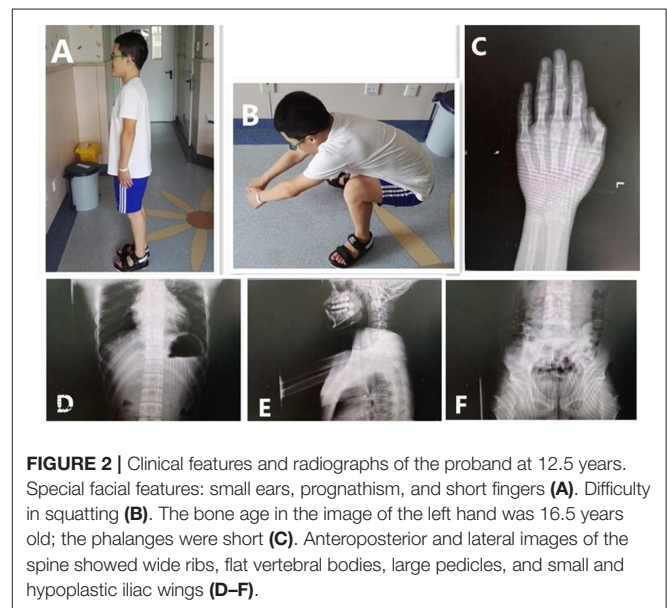 A
B
C
D
E
F
FIGURE 2 | Clinical features and radiographs of the proband at 12.5 years.
Special facial features: small ears, prognathism, and short fingers (A). Difficulty
in squatting (B). The bone age in the image of the left hand was 16.5 years
old; the phalanges were short (C). Anteroposterior and lateral images of the
spine showed wide ribs, flat vertebral bodies, large pedicles, and small and
hypoplastic iliac wings (D–F).